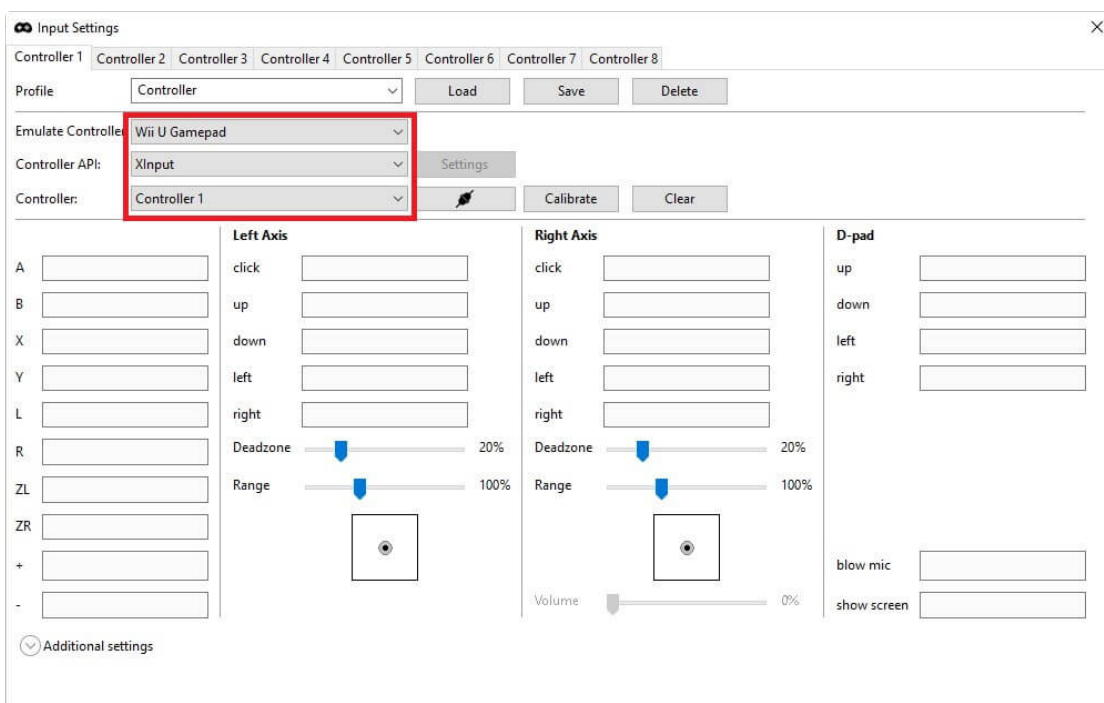 Input Settings
Controller 1 Controller 2 Controller 3 Controller 4 Controller 5 Controller 6 Controller 7 Controller 8
Profile Controller Load Save Delete
Emulate Controller Wii U Gamepad
Controller API: XInput Settings
Controller: Controller 1 Calibrate Clear
Left Axis Right Axis D-pad
A click click up
B up up down
X down down left
Y left left right
L right right
R Deadzone 20% Deadzone 20%
ZL Range 100% Range 100%
ZR
+ blow mic
- Volume 0% show screen
Additional settings